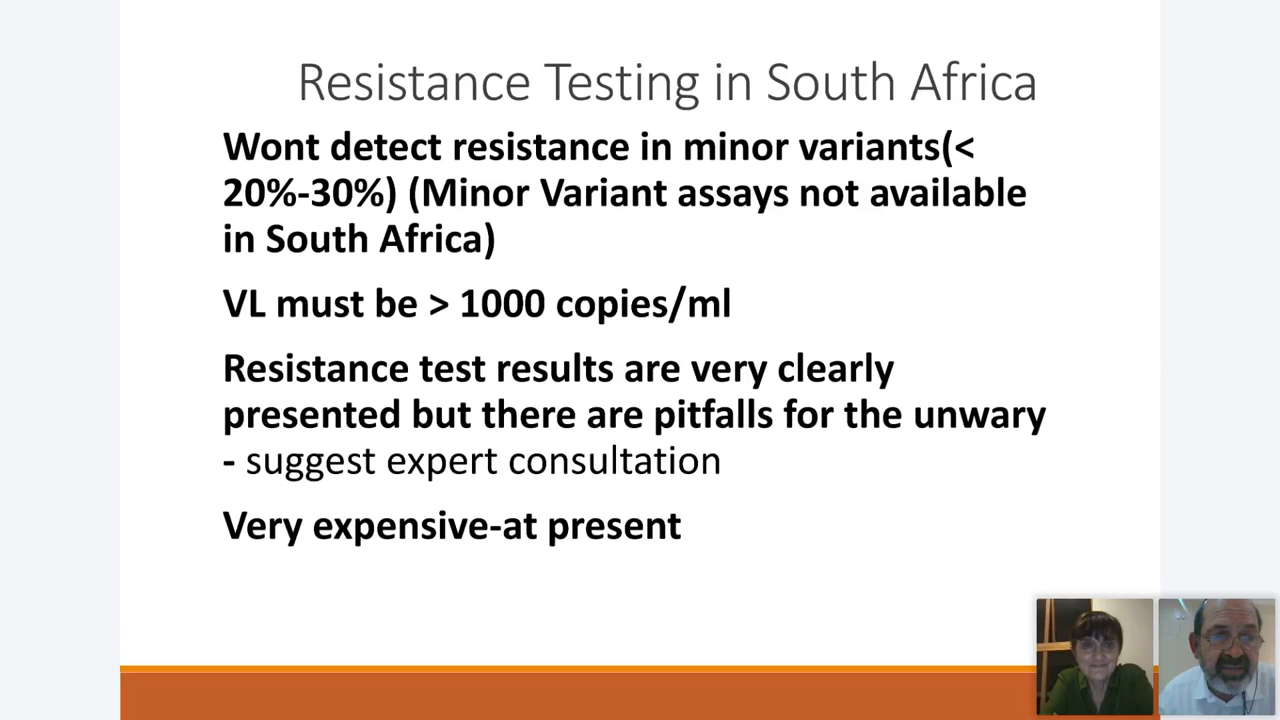 Resistance Testing in South Africa
Wont detect resistance in minor variants(<
20%-30%) (Minor Variant assays not available
in South Africa)
VL must be > 1000 copies/ml
Resistance test results are very clearly
presented but there are pitfalls for the unwary
- suggest expert consultation
Very expensive-at present